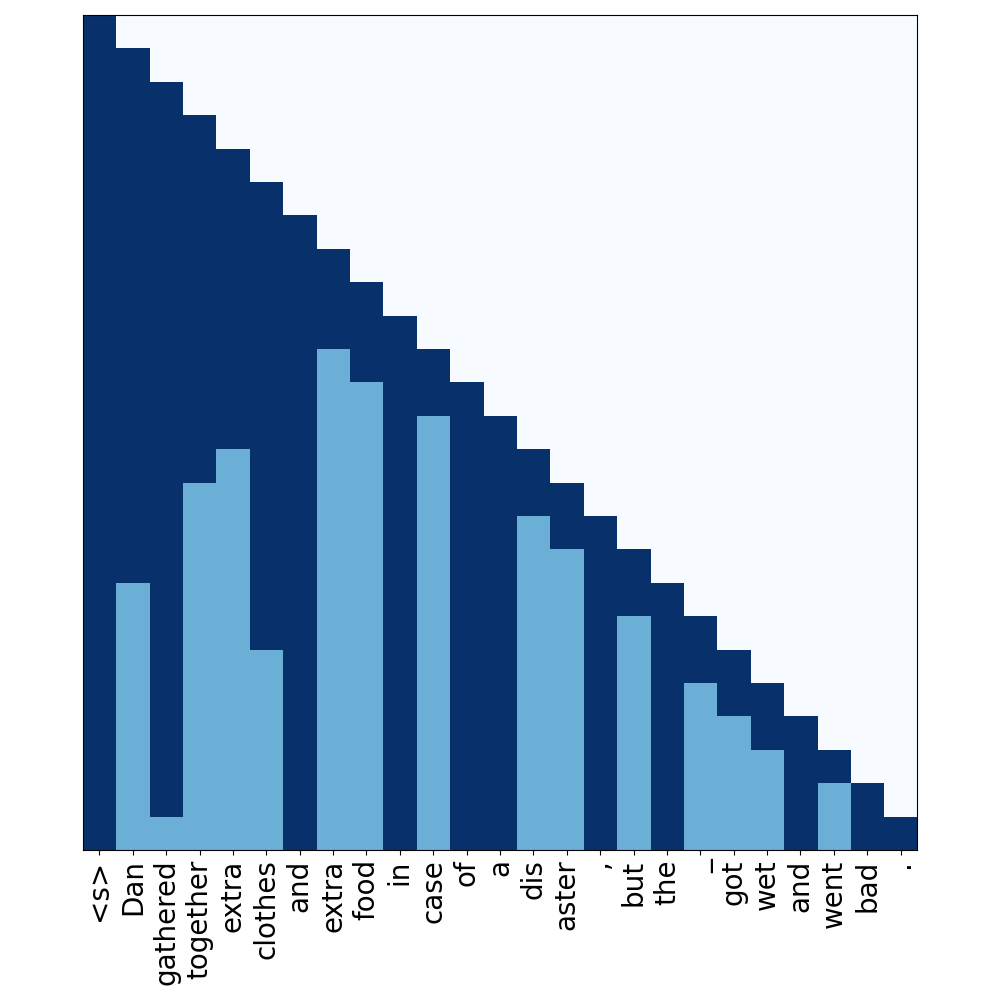 <s>
Dan
gathered
together
extra
clothes
and
extra
food
in
case
of
a
dis
aster
,
but
the
_
got
wet
and
went
bad
.